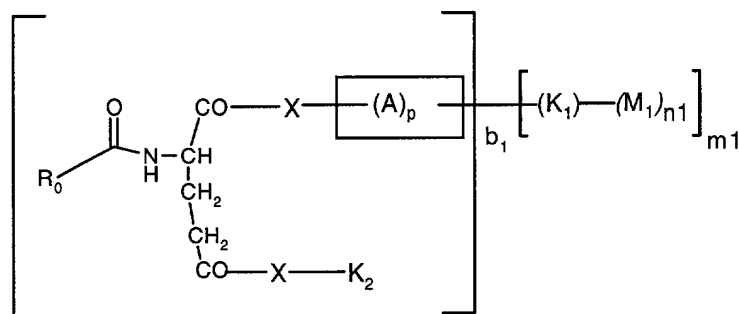 O CO X (A)p b1 (K1) (M1)n1 m1
R0 N H CH
CH2
CH2
CO X K2